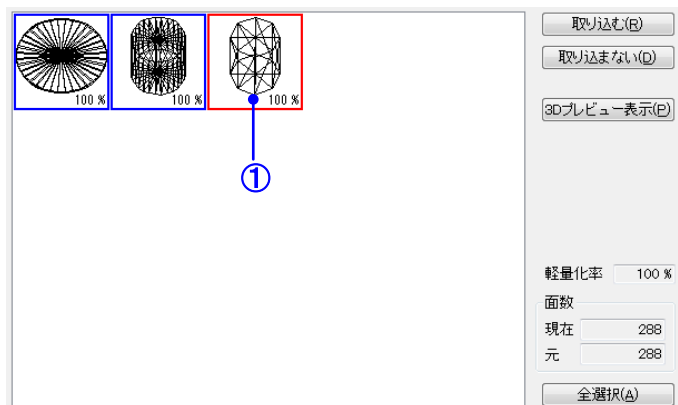 100 % 100 % 100 %
①
取り込む(R)
取り込まない(D)
3Dプレビュー表示(P)
軽量化率 100 %
面数
現在 288
元 288
全選択(A)